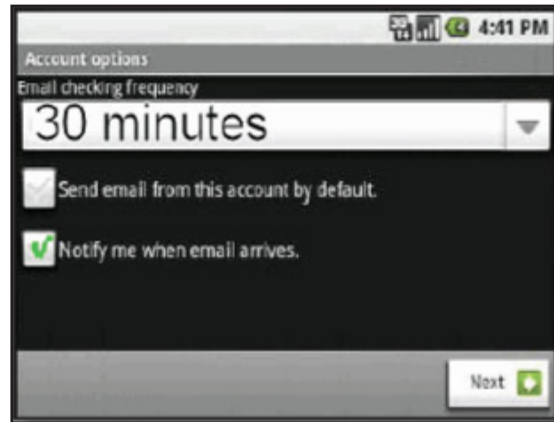 4:41 PM
Account options
Email checking frequency
30 minutes
Send email from this account by default.
Notify me when email arrives.
Next